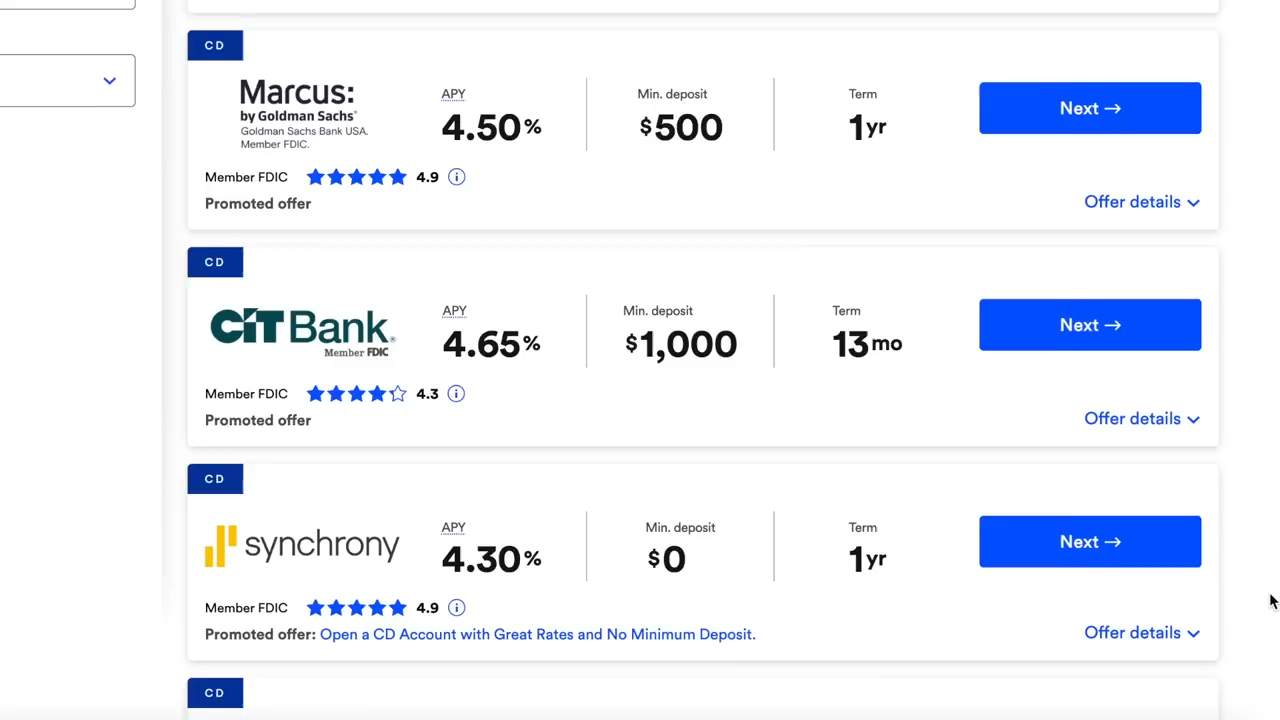 CD
Marcus:
by Goldman Sachs®
Goldman Sachs Bank USA.
Member FDIC.
APY
4.50%
Min. deposit
$500
Term
1yr
Next →
Member FDIC 4.9
Promoted offer
Offer details
CD
CIT Bank®
Member FDIC
APY
4.65%
Min. deposit
$1,000
Term
13mo
Next →
Member FDIC 4.3
Promoted offer
Offer details
CD
synchrony
APY
4.30%
Min. deposit
$0
Term
1yr
Next →
Member FDIC 4.9
Promoted offer: Open a CD Account with Great Rates and No Minimum Deposit.
Offer details
CD